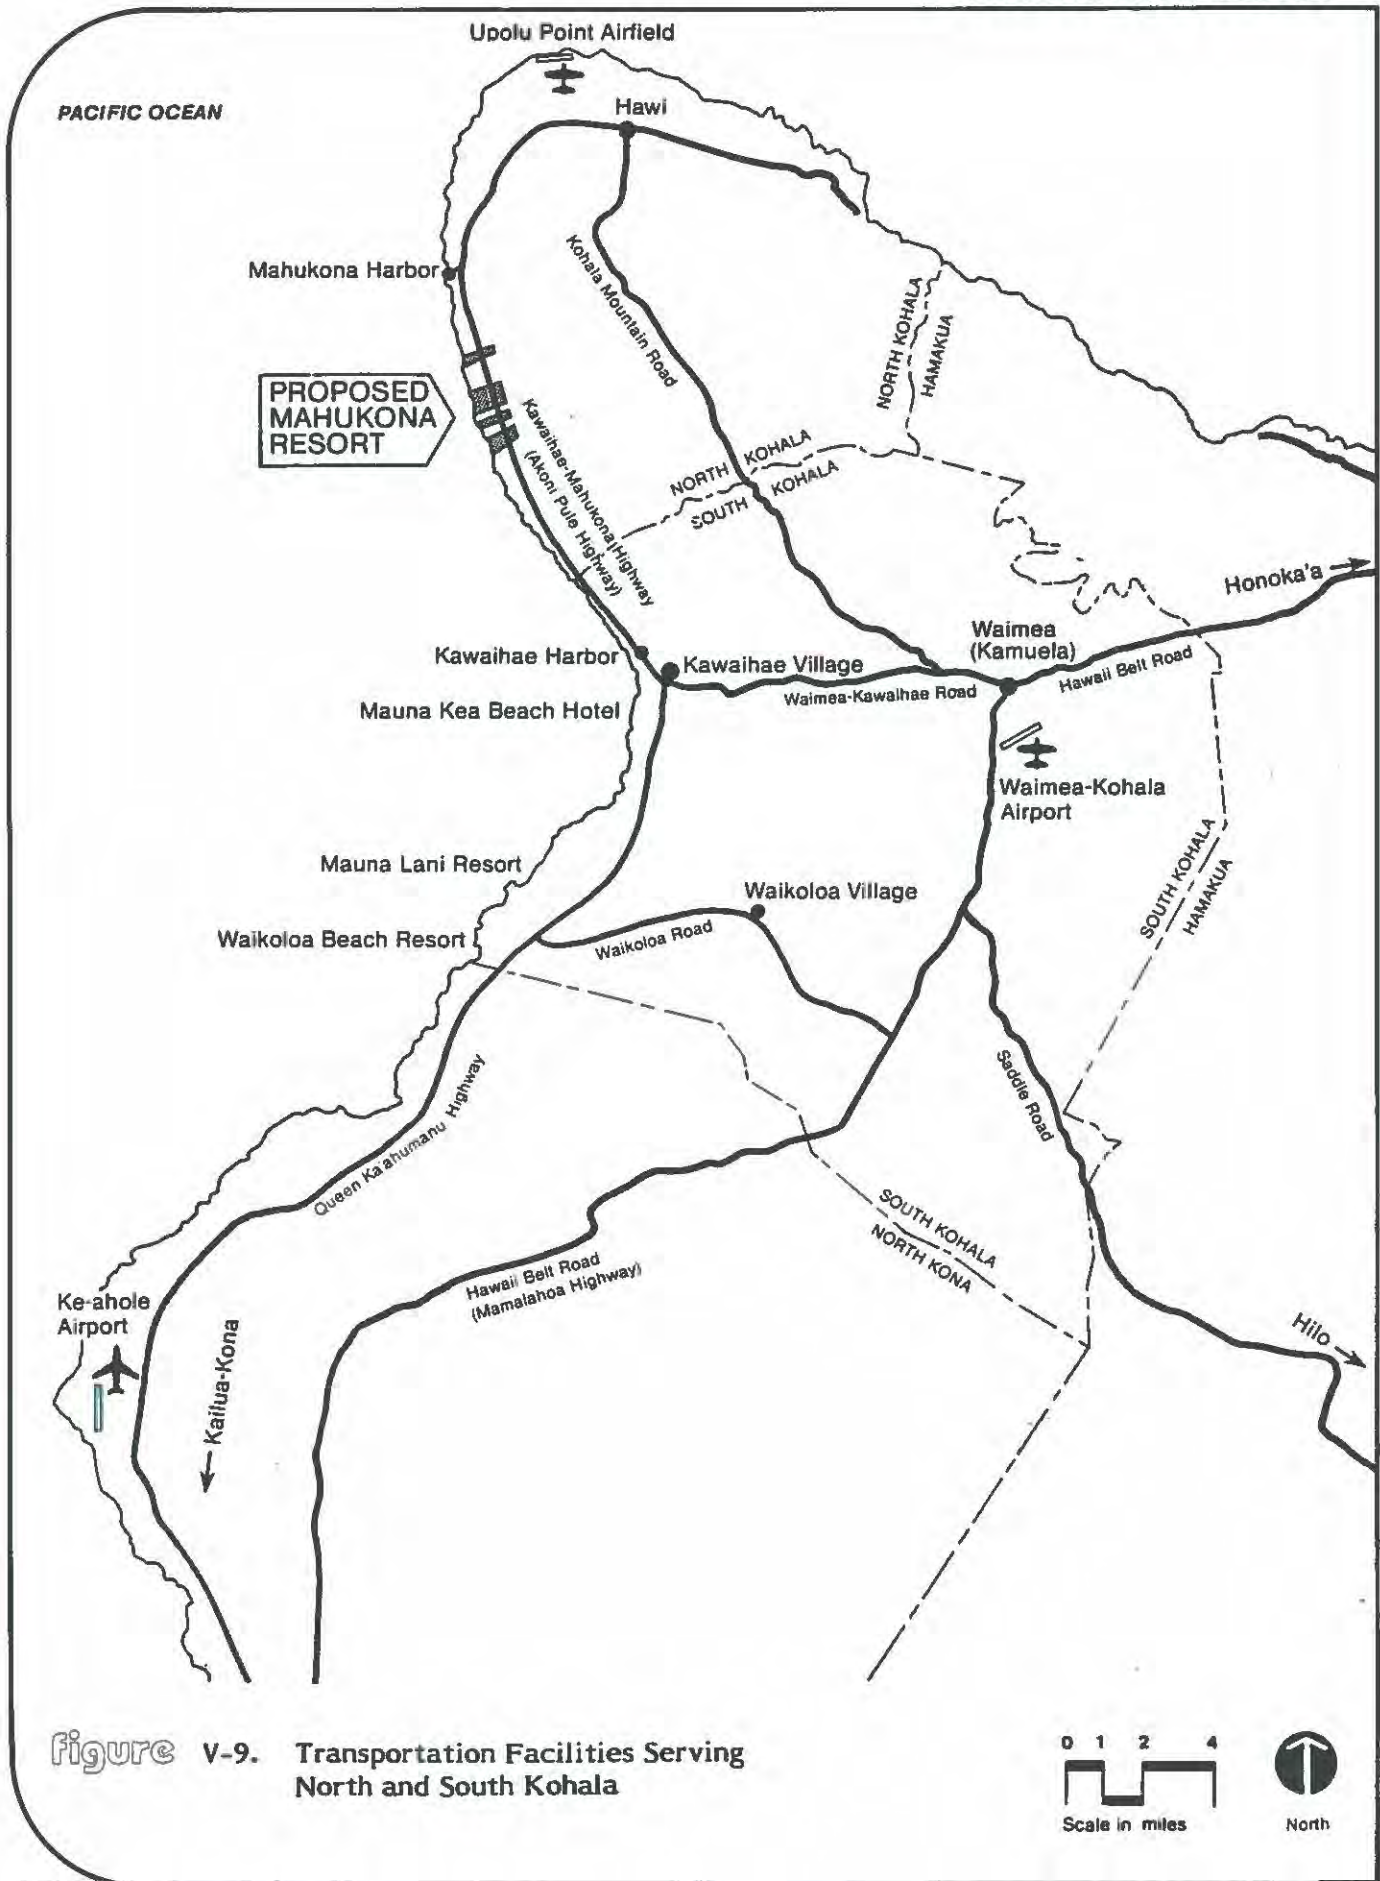 Upolu Point Airfield
PACIFIC OCEAN
Hawi
Mahukona Harbor
Kohala Mountain Road
NORTH KOHALA
HAMAKUA
PROPOSED
MAHUKONA
RESORT
Kawaihae-Mahukona Highway
(Akoni Pule Highway)
NORTH KOHALA
SOUTH KOHALA
Honoka'a
Waimea
(Kamuela)
Kawaihae Harbor
Kawaihae Village
Hawaii Belt Road
Waimea-Kawaihae Road
Mauna Kea Beach Hotel
Waimea-Kohala
Airport
Mauna Lani Resort
SOUTH KOHALA
HAMAKUA
Waikoloa Village
Waikoloa Beach Resort
Waikoloa Road
Saddle Road
Queen Ka'ahumanu Highway
SOUTH KOHALA
NORTH KONA
Hawaii Belt Road
(Mamalahoa Highway)
Ke-ahole
Airport
Kailua-Kona
Hilo
figure V-9. Transportation Facilities Serving
North and South Kohala
0 1 2 4
Scale in miles
North